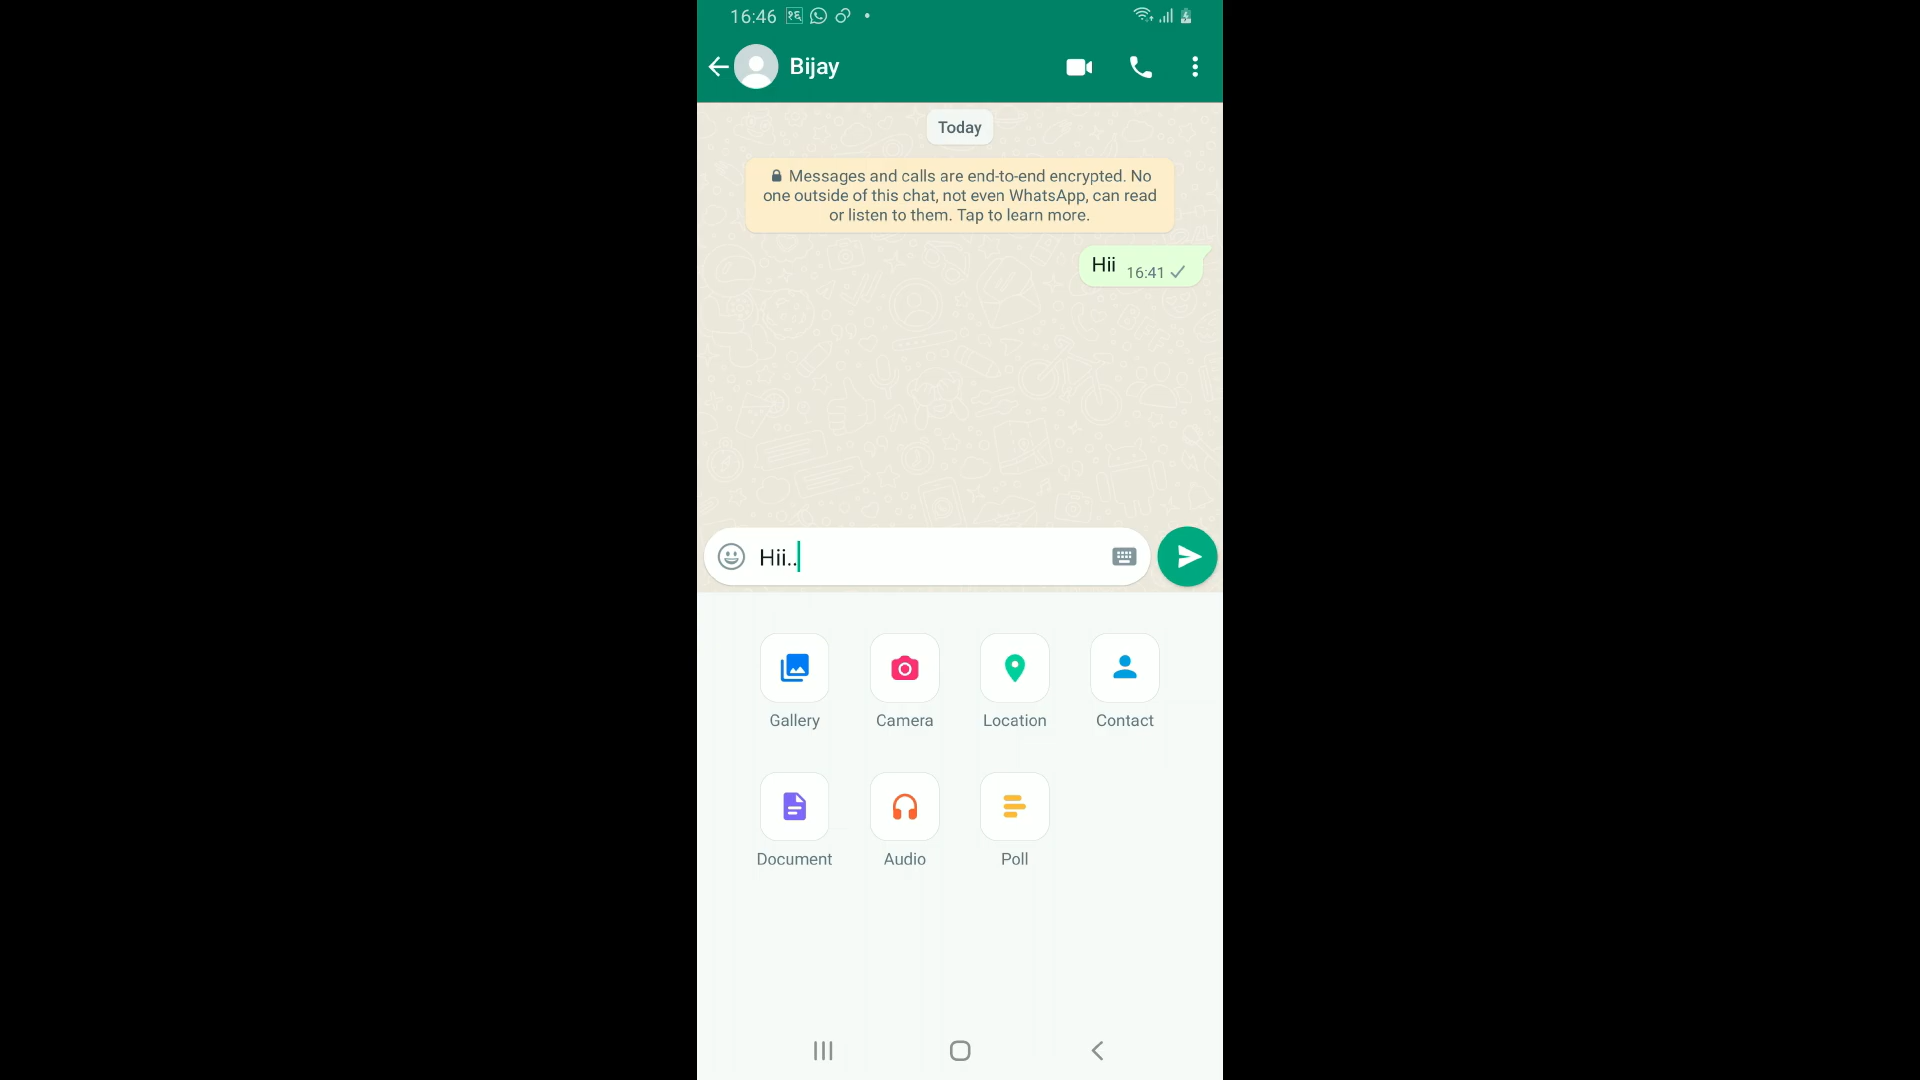 16:46 १६
Bijay
Today
Messages and calls are end-to-end encrypted. No
one outside of this chat, not even WhatsApp, can read
or listen to them. Tap to learn more.
Hii 16:41
Hii..
Gallery Camera Location Contact
Document Audio Poll